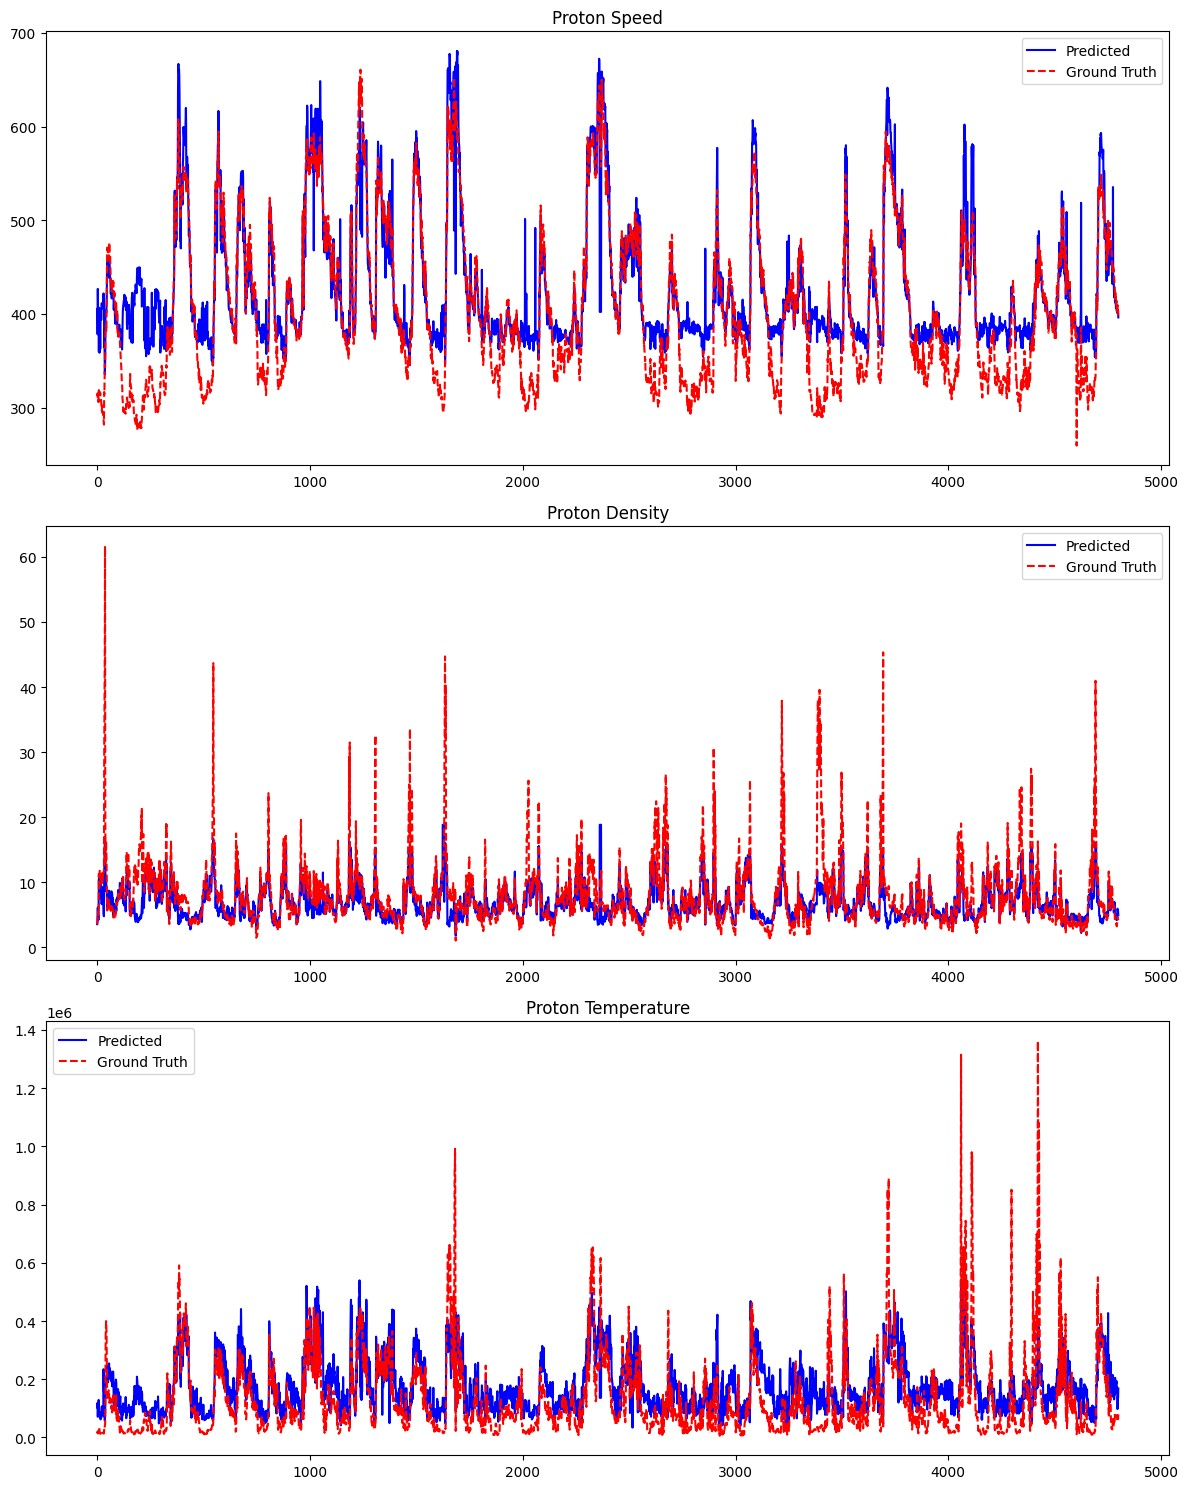 Proton Speed
700
600
500
400
300
0 1000 2000 3000 4000 5000
Predicted
Ground Truth
Proton Density
60
50
40
30
20
10
0
0 1000 2000 3000 4000 5000
Predicted
Ground Truth
Proton Temperature
1e6
1.4
1.2
1.0
0.8
0.6
0.4
0.2
0.0
0 1000 2000 3000 4000 5000
Predicted
Ground Truth